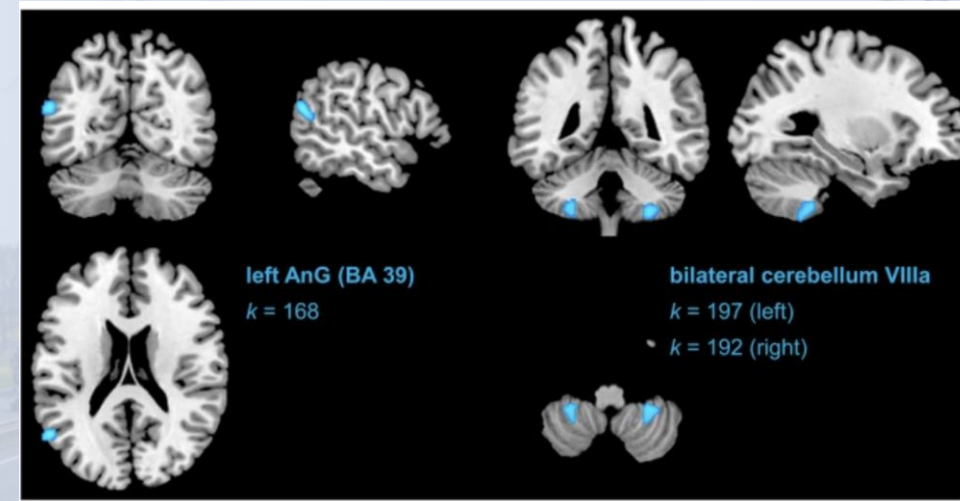 left AnG (BA 39)
k = 168
bilateral cerebellum VIIIa
k = 197 (left)
k = 192 (right)